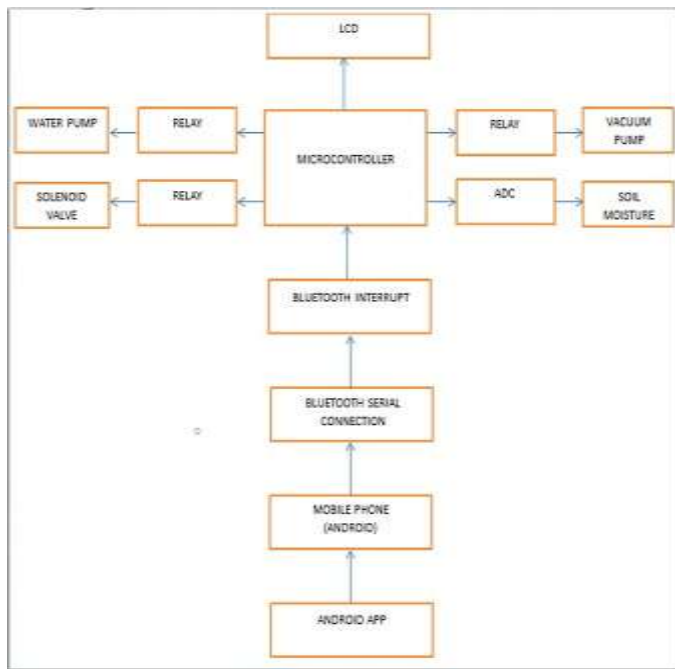 LCD
WATER PUMP
RELAY
MICROCONTROLLER
RELAY
VACUUM
PUMP
SOLENOID
VALVE
RELAY
ADC
SOIL
MOISTURE
BLUETOOTH INTERRUPT
BLUETOOTH SERIAL
CONNECTION
MOBILE PHONE
(ANDROID)
ANDROID APP